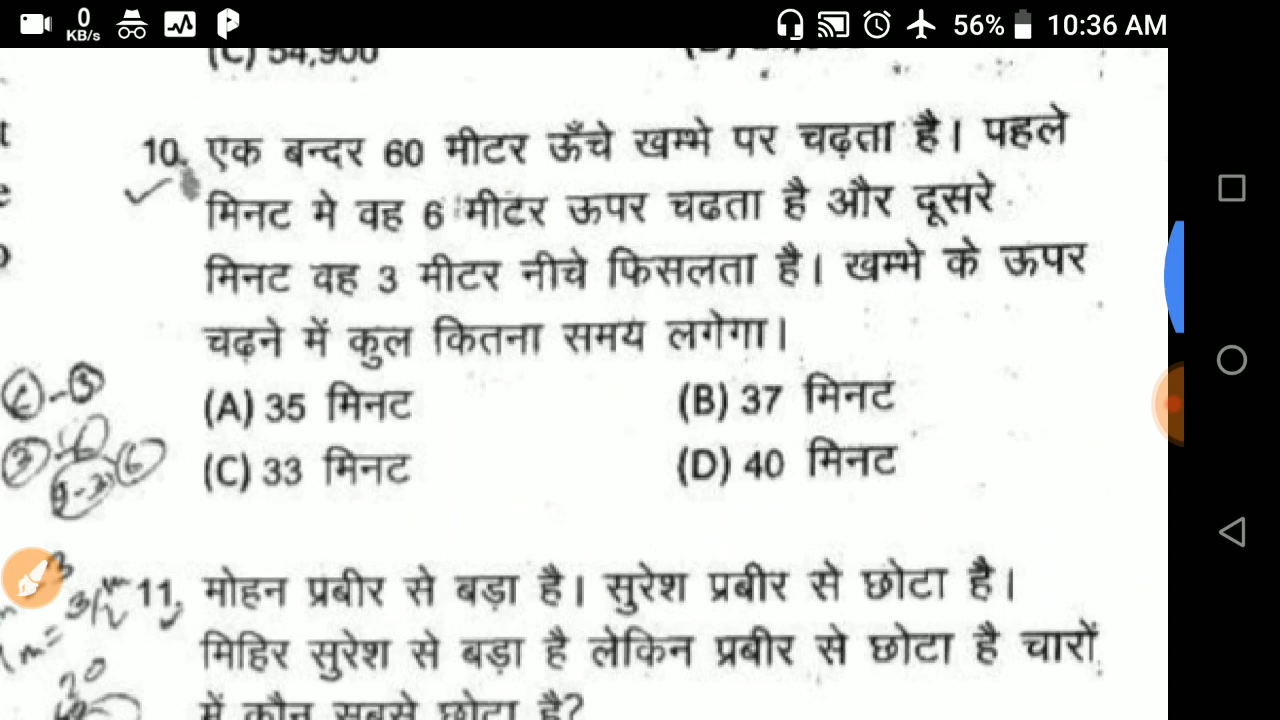 0
KB/s
56% 10:36 AM
(C) 54,900
10. एक बन्दर 60 मीटर ऊँचे खम्भे पर चढ़ता है। पहले
मिनट मे वह 6 मीटर ऊपर चढता है और दूसरे
मिनट वह 3 मीटर नीचे फिसलता है। खम्भे के ऊपर
चढ़ने में कुल कितना समय लगेगा।
(A) 35 मिनट (B) 37 मिनट
(C) 33 मिनट (D) 40 मिनट
11. मोहन प्रबीर से बड़ा है। सुरेश प्रबीर से छोटा है।
मिहिर सुरेश से बड़ा है लेकिन प्रबीर से छोटा है चारों
में कौन सबसे छोटा है?